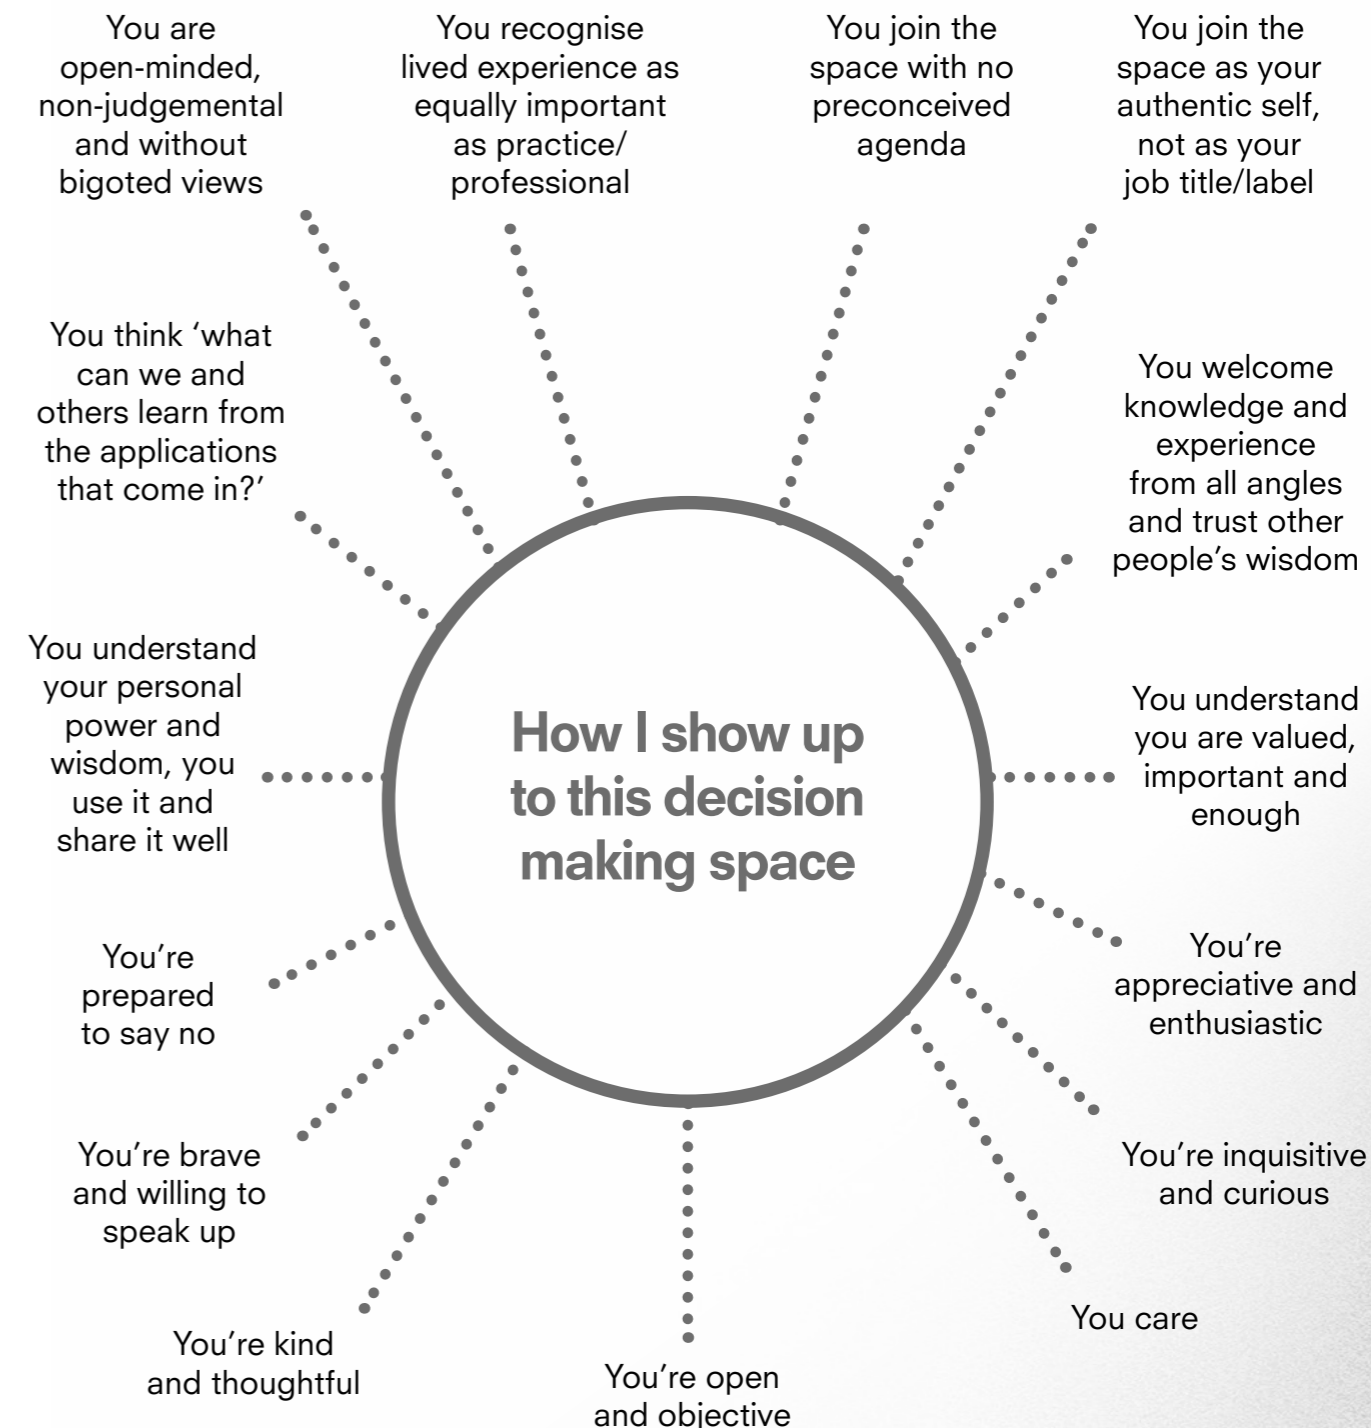 You are
open-minded,
non-judgemental
and without
bigoted views
You recognise
lived experience as
equally important
as practice/
professional
You join the
space with no
preconceived
agenda
You join the
space as your
authentic self,
not as your
job title/label
You think ‘what
can we and
others learn from
the applications
that come in?’
You welcome
knowledge and
experience
from all angles
and trust other
people’s wisdom
You understand
your personal
power and
wisdom, you
use it and
share it well
How I show up
to this decision
making space
You understand
you are valued,
important and
enough
You’re
prepared
to say no
You’re
appreciative and
enthusiastic
You’re brave
and willing to
speak up
You’re inquisitive
and curious
You’re kind
and thoughtful
You’re open
and objective
You care